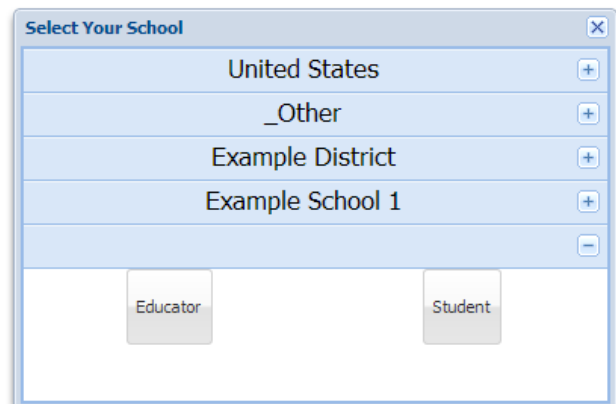 Select Your School
United States
_Other
Example District
Example School 1
Educator Student